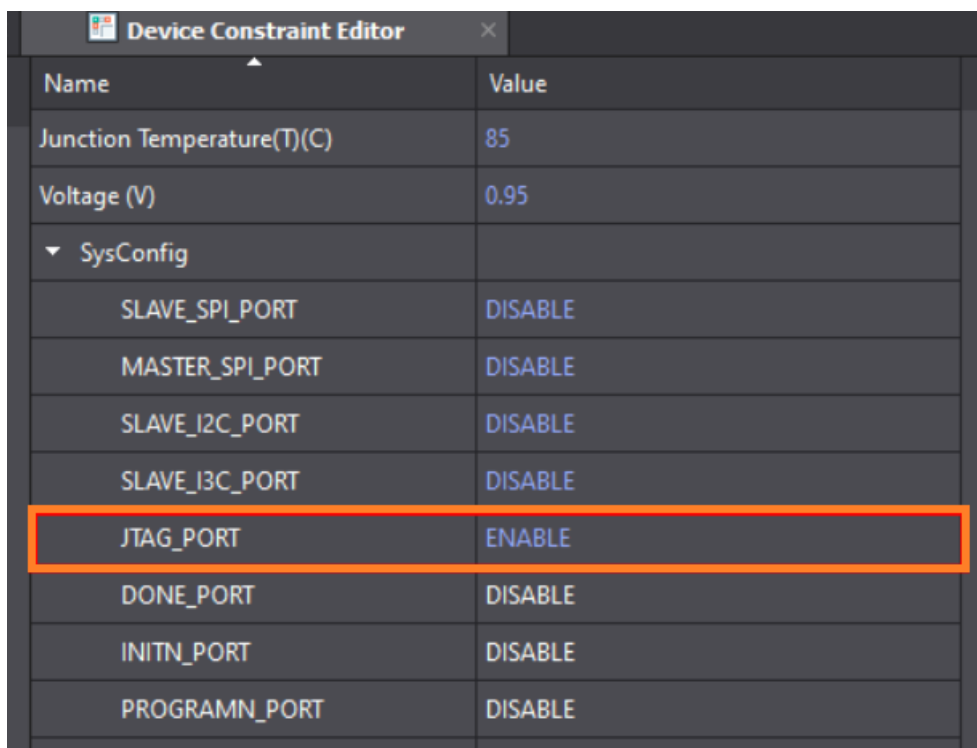 Device Constraint Editor
Name Value
Junction Temperature(T)(C) 85
Voltage (V) 0.95
SysConfig
SLAVE_SPI_PORT DISABLE
MASTER_SPI_PORT DISABLE
SLAVE_I2C_PORT DISABLE
SLAVE_I3C_PORT DISABLE
JTAG_PORT ENABLE
DONE_PORT DISABLE
INITN_PORT DISABLE
PROGRAMN_PORT DISABLE